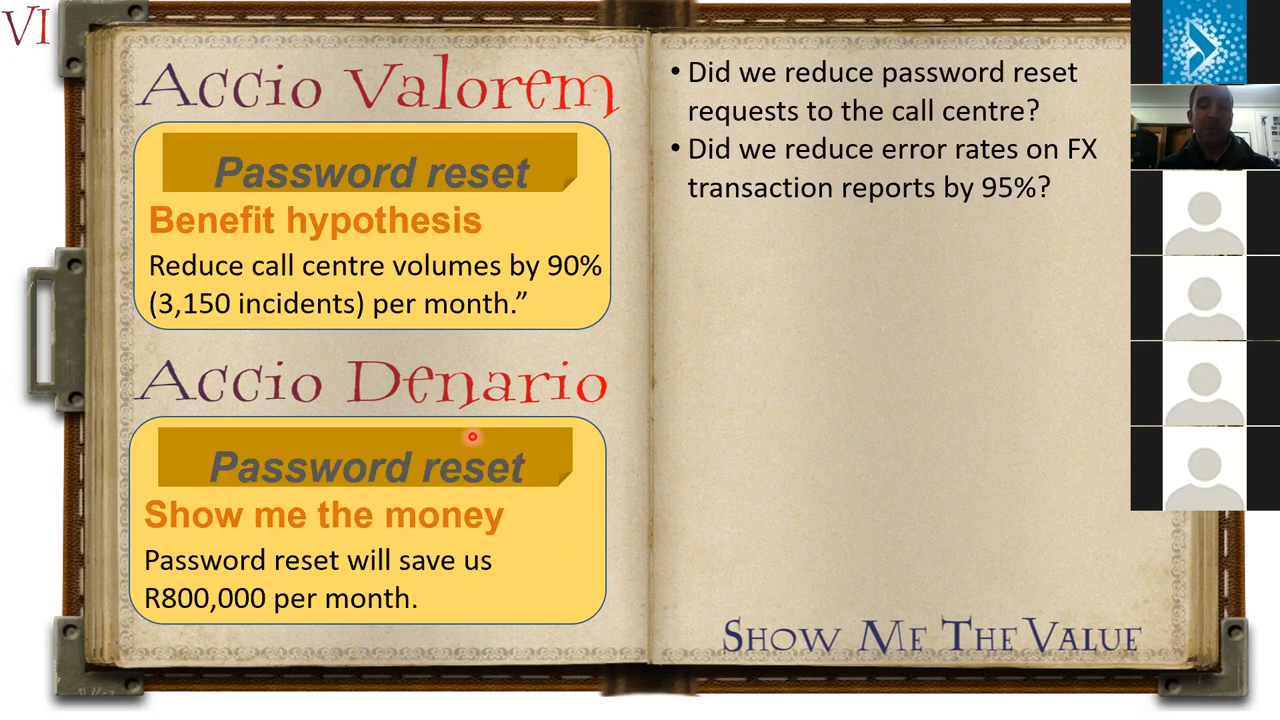 VI
Accio Valorem
Password reset
Benefit hypothesis
Reduce call centre volumes by 90%
(3,150 incidents) per month.”
Accio Denario
Password reset
Show me the money
Password reset will save us
R800,000 per month.
• Did we reduce password reset
requests to the call centre?
• Did we reduce error rates on FX
transaction reports by 95%?
Show Me The Value